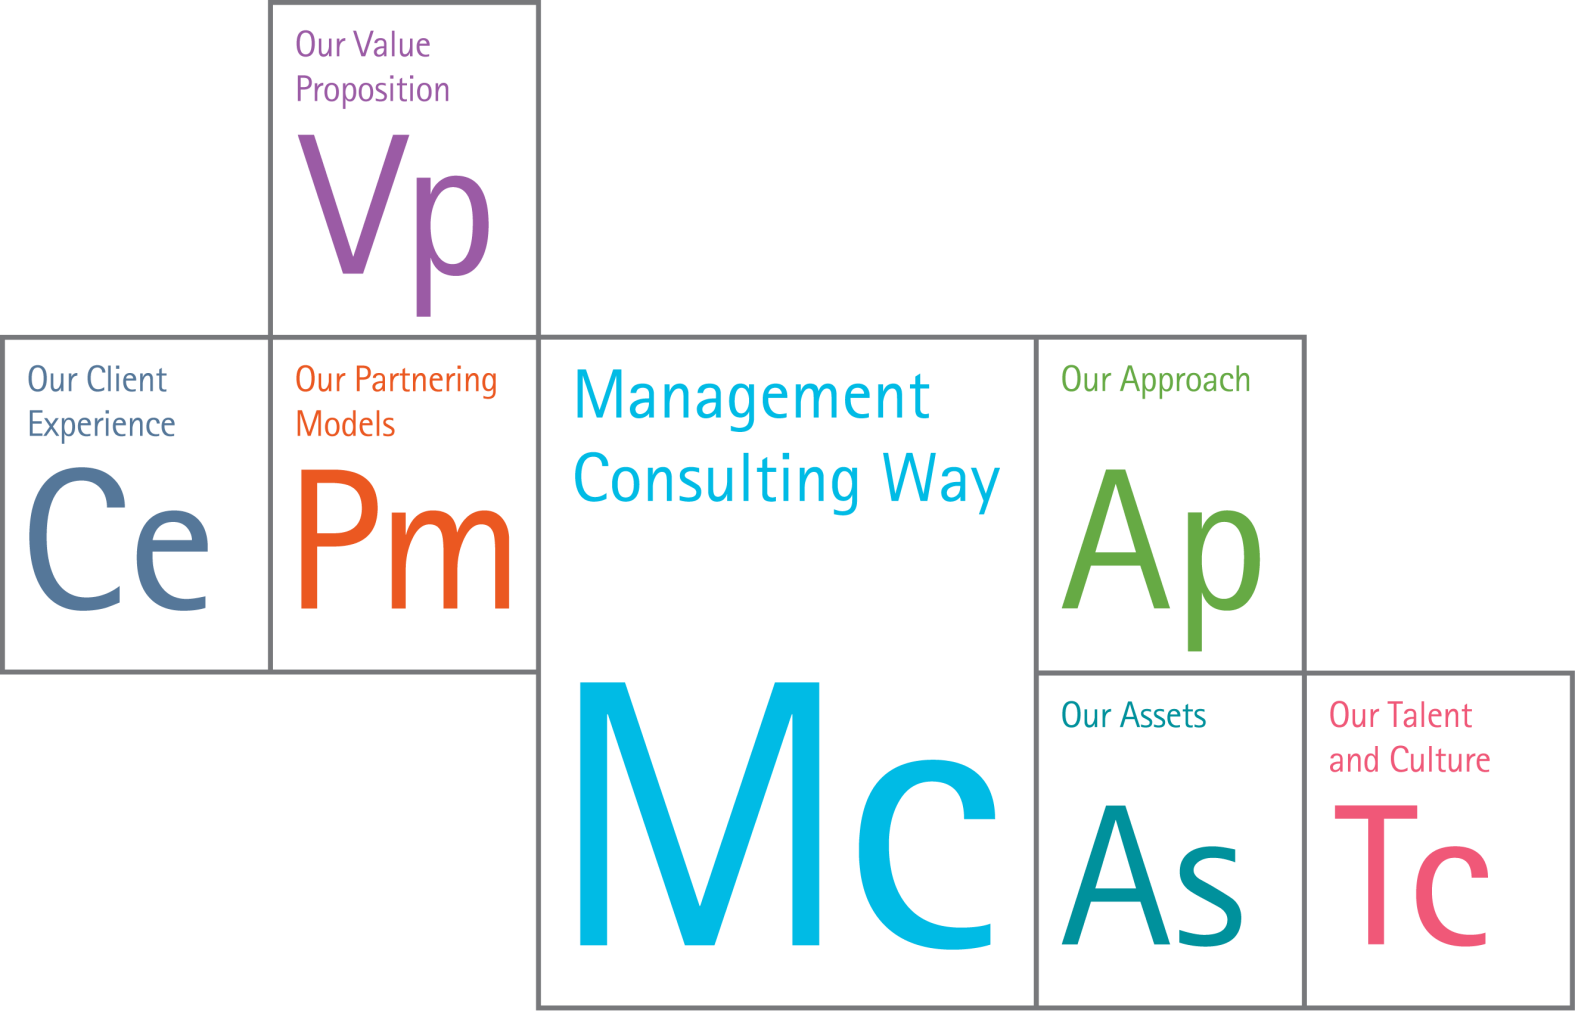 Our Value
Proposition
Vp
Our Client
Experience
Ce
Our Partnering
Models
Pm
Management
Consulting Way
Mc
Our Approach
Ap
Our Assets
As
Our Talent
and Culture
Tc